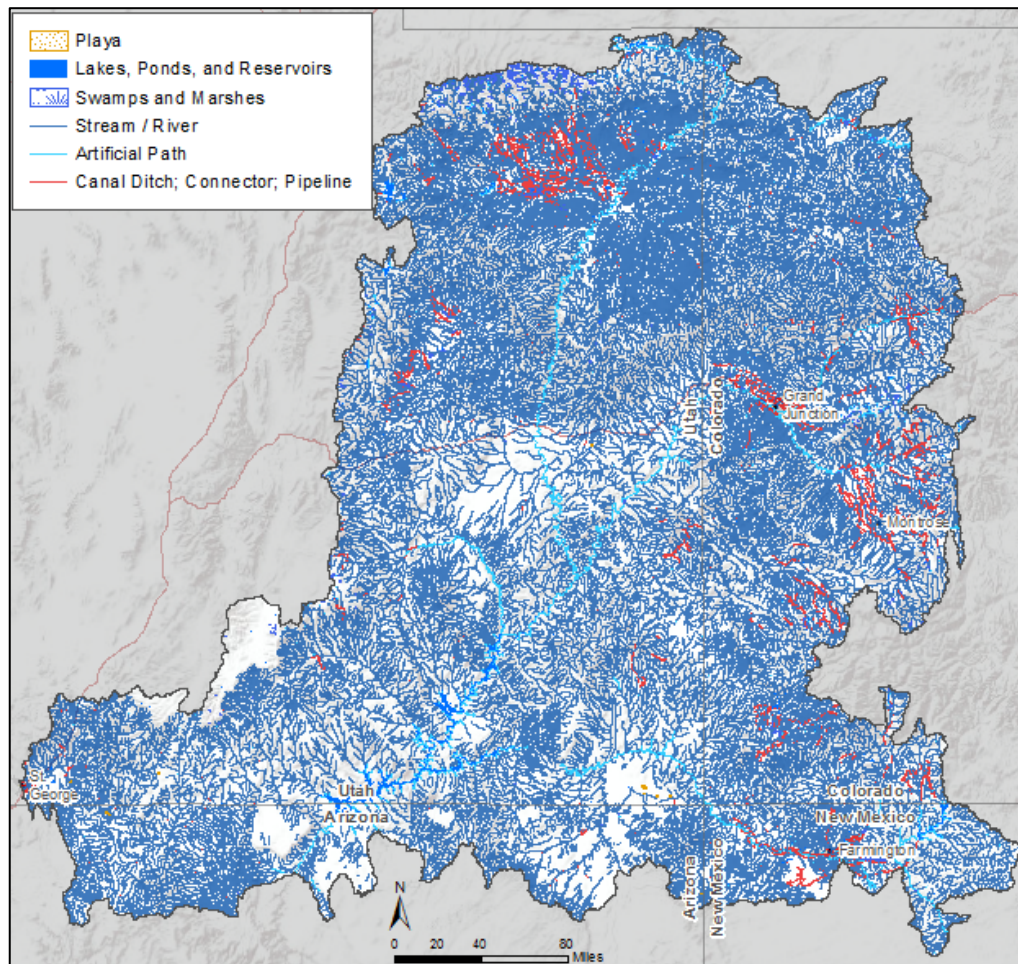 Playa
Lakes, Ponds, and Reservoirs
Swamps and Marshes
Stream / River
Artificial Path
Canal Ditch; Connector; Pipeline
Utah
Colorado
Grand
Junction
Montrose
St.
George
Utah
Arizona
Colorado
New Mexico
Farmington
Arizona
New Mexico
N
0 20 40 80
Miles